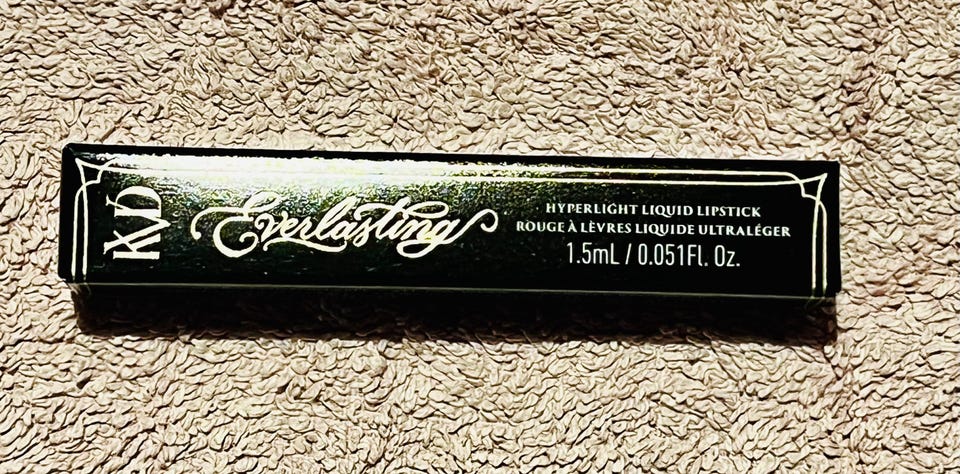 KVD
Everlasting
HYPERLIGHT LIQUID LIPSTICK
ROUGE À LÈVRES LIQUIDE ULTRALÉGER
1.5mL / 0.051Fl. Oz.